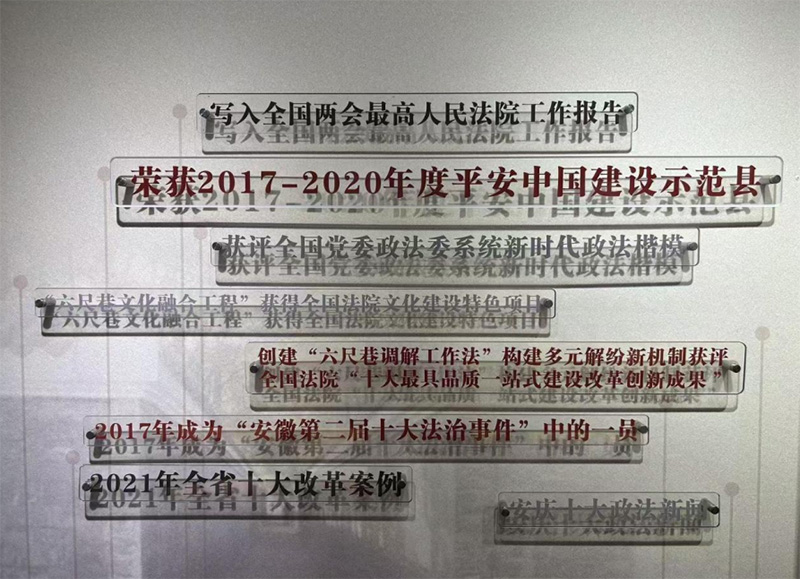 写入全国两会最高人民法院工作报告
荣获2017-2020年度平安中国建设示范县
获评全国党委政法委系统新时代政法楷模
“六尺巷文化融合工程”获得全国法院文化建设特色项目
创建“六尺巷调解工作法”构建多元解纷新机制获评
全国法院“十大最具品质一站式建设改革创新成果”
2017年成为“安徽第二届十大法治事件”中的一员
2021年全省十大改革案例
安庆十大政法新闻